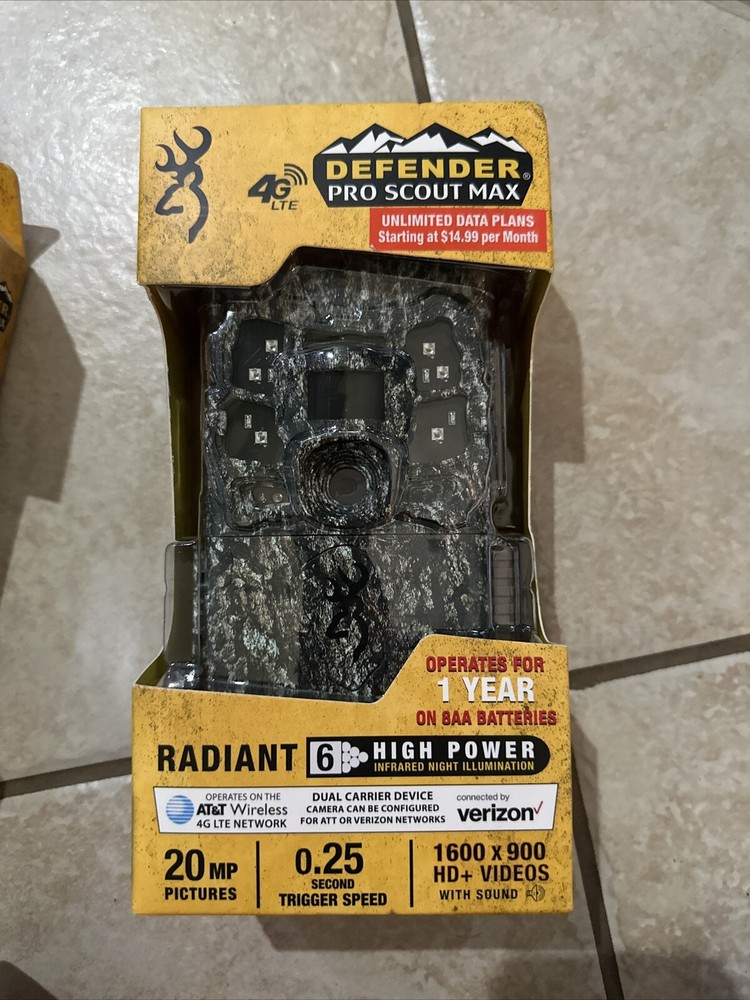 4G
LTE
DEFENDER®
PRO SCOUT MAX
UNLIMITED DATA PLANS
Starting at $14.99 per Month
OPERATES FOR
1 YEAR
ON 8AA BATTERIES
RADIANT 6 HIGH POWER
INFRARED NIGHT ILLUMINATION
OPERATES ON THE
AT&T Wireless
4G LTE NETWORK
DUAL CARRIER DEVICE
CAMERA CAN BE CONFIGURED
FOR ATT OR VERIZON NETWORKS
connected by
verizon✓
20 MP
PICTURES
0.25
SECOND
TRIGGER SPEED
1600 X 900
HD+ VIDEOS
WITH SOUND